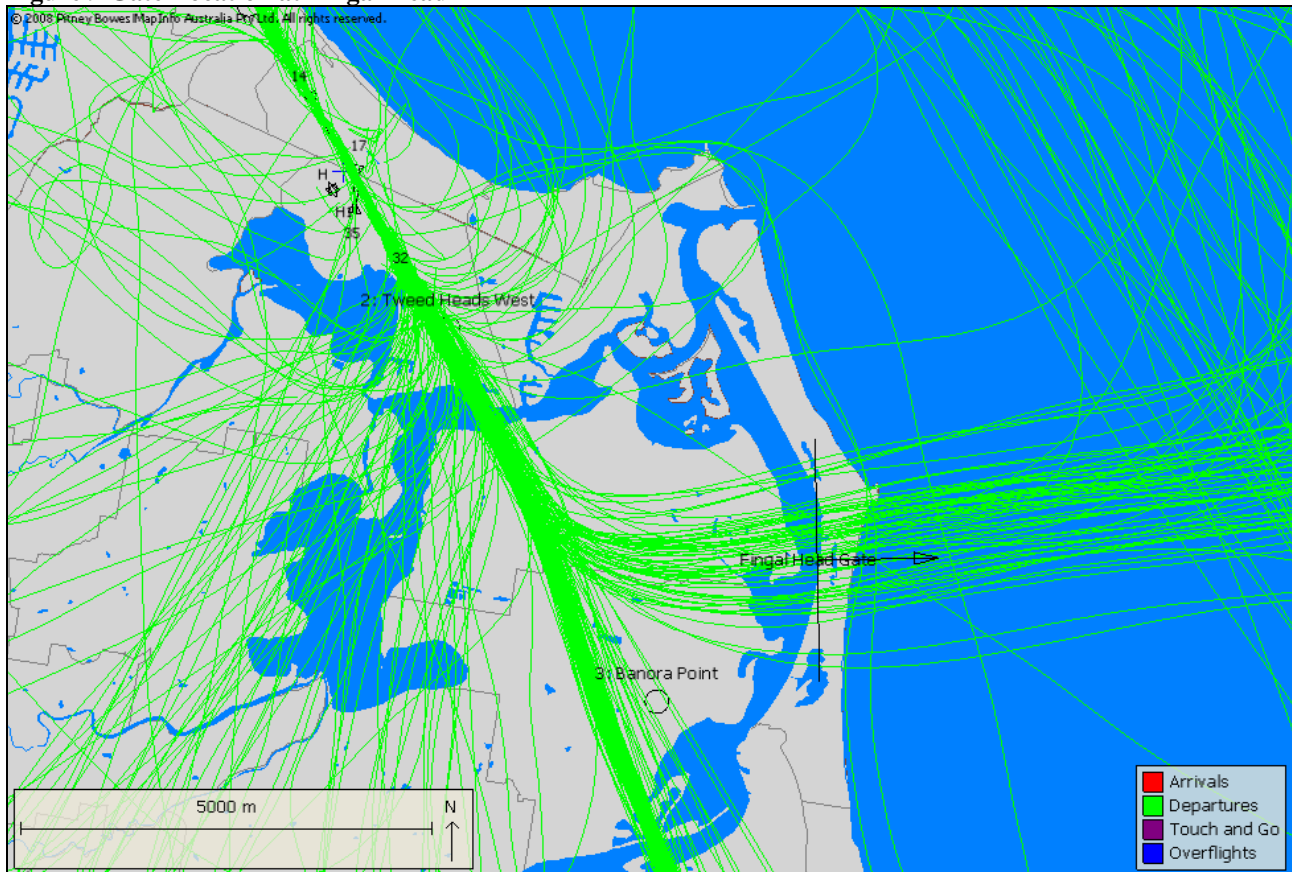 © 2008 Pitney Bowes MapInfo Australia Pty Ltd. All rights reserved.
14
17
H
H
35
32
2: Tweed Heads West
Fingal Head Gate
3: Banora Point
5000 m
N
Arrivals
Departures
Touch and Go
Overflights